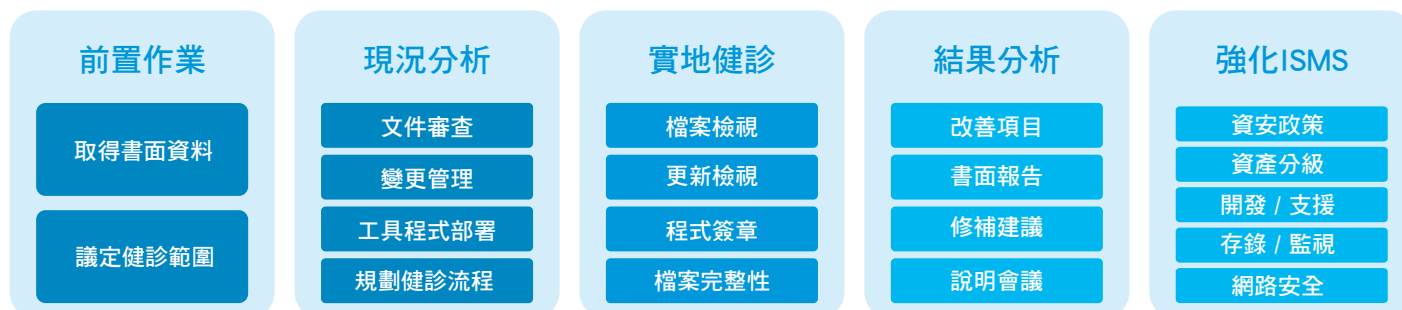 前置作業
取得書面資料
議定健診範圍
現況分析
文件審查
變更管理
工具程式部署
規劃健診流程
實地健診
檔案檢視
更新檢視
程式簽章
檔案完整性
結果分析
改善項目
書面報告
修補建議
說明會議
強化ISMS
資安政策
資產分級
開發 / 支援
存錄 / 監視
網路安全